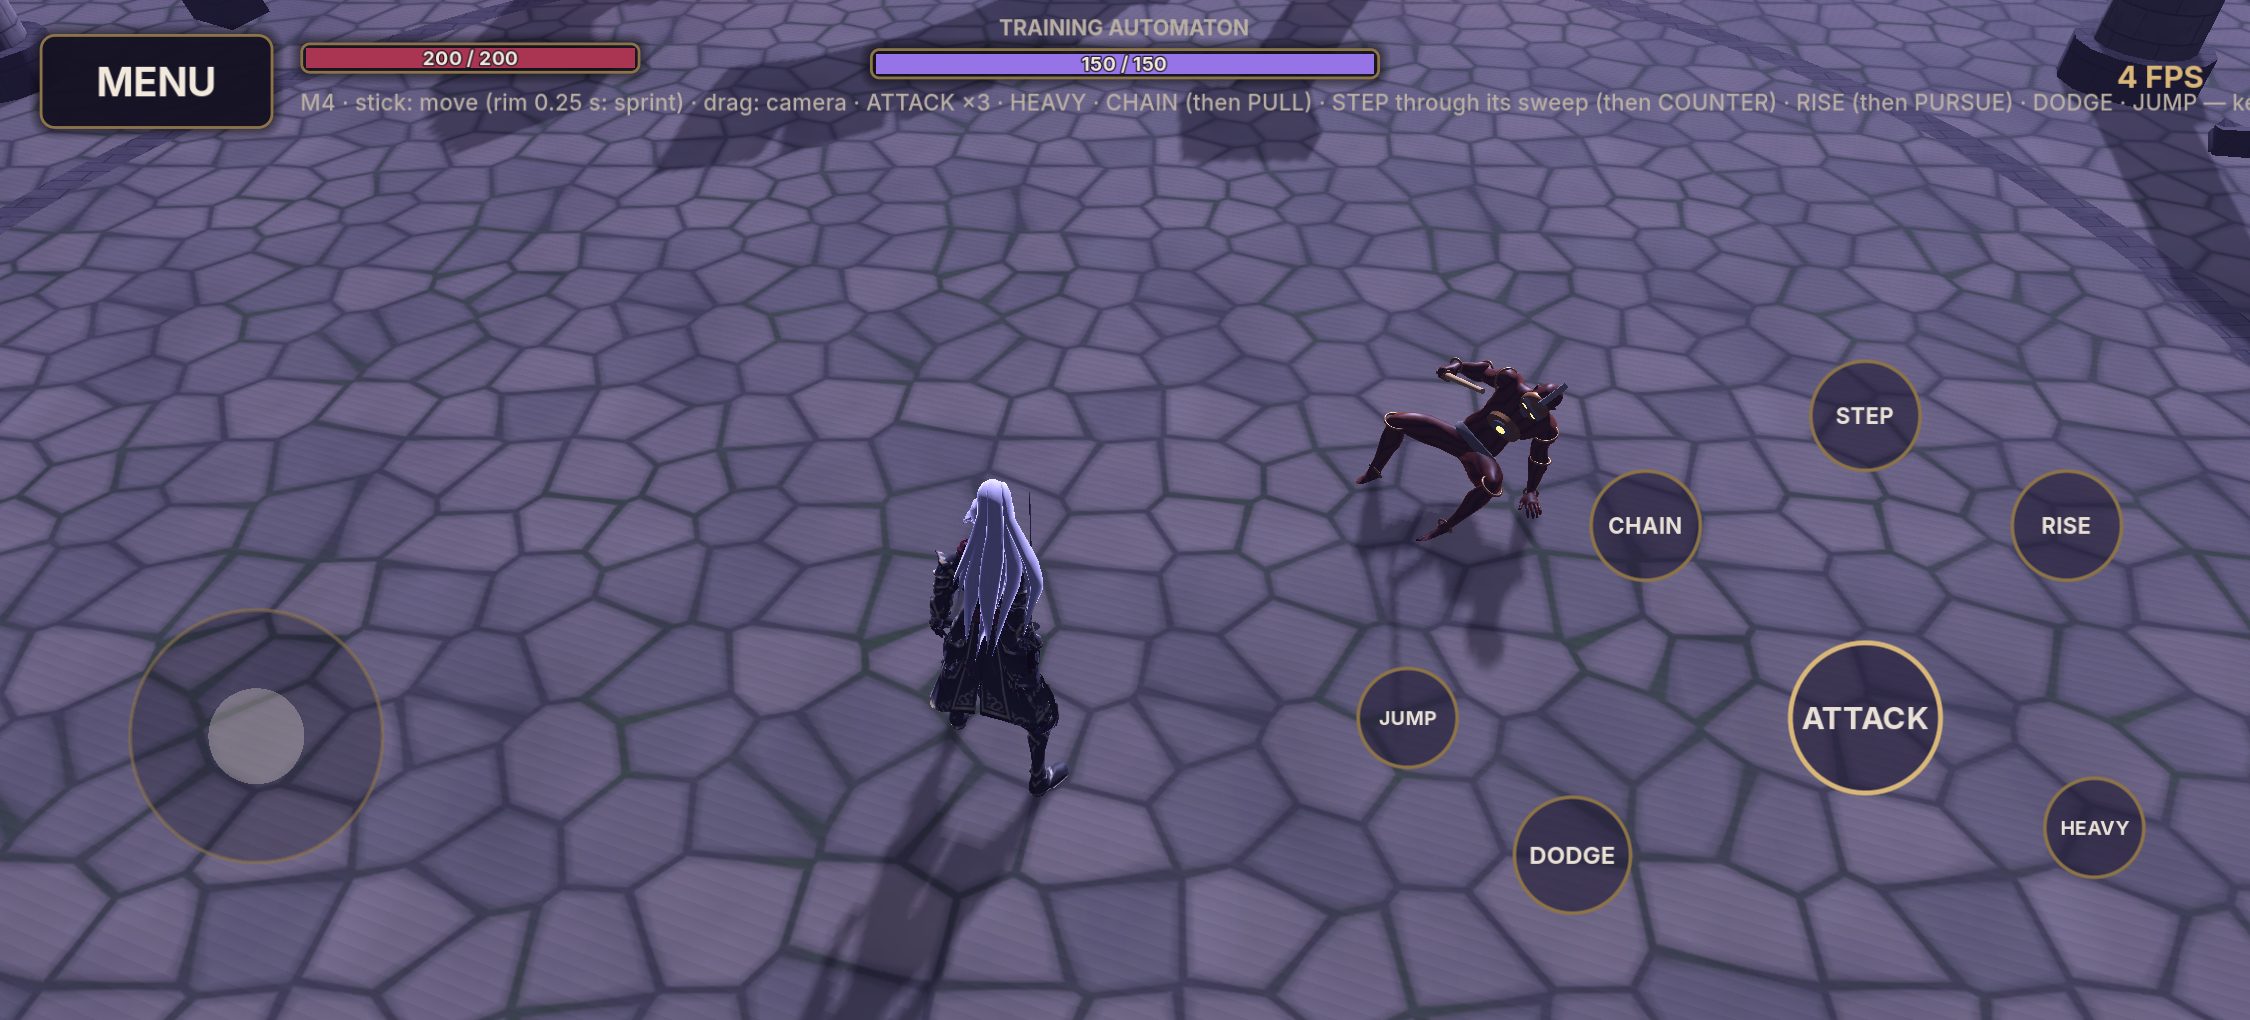 TRAINING AUTOMATON
MENU
200 / 200
150 / 150
4 FPS
M4 · stick: move (rim 0.25 s: sprint) · drag: camera · ATTACK ×3 · HEAVY · CHAIN (then PULL) · STEP through its sweep (then COUNTER) · RISE (then PURSUE) · DODGE · JUMP —
STEP
CHAIN
RISE
JUMP
ATTACK
DODGE
HEAVY